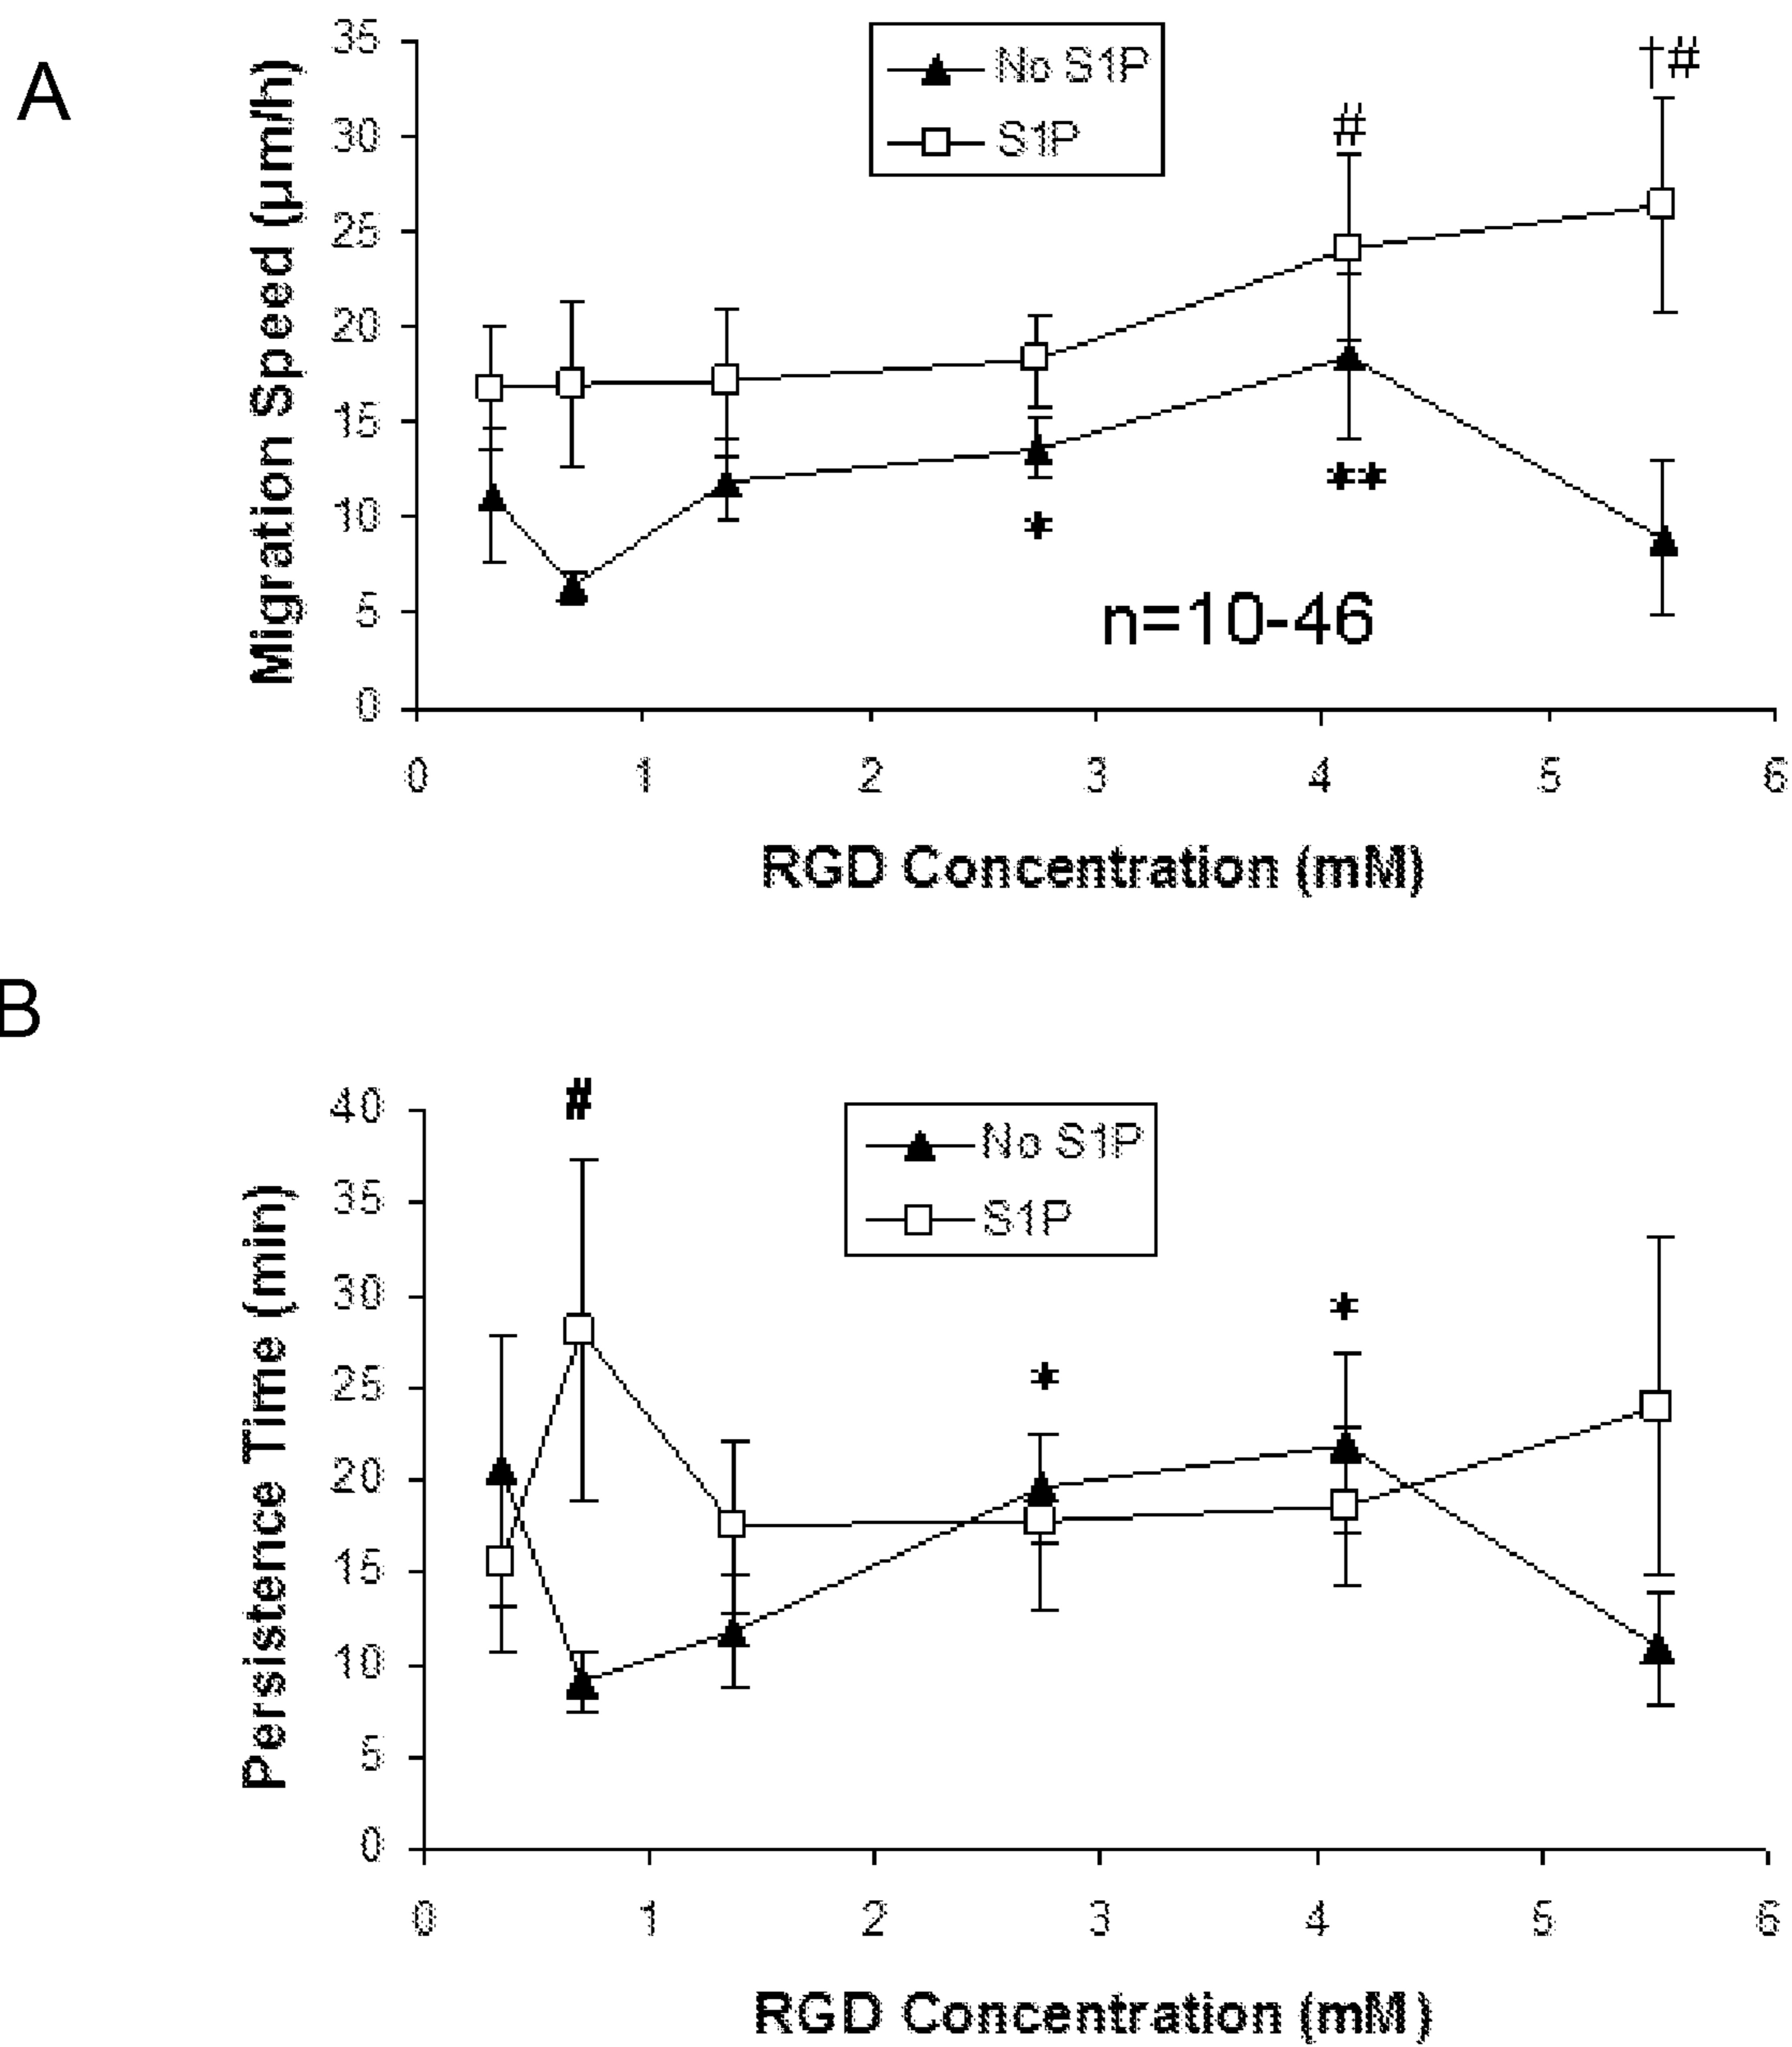 A
Migration Speed (µm/h)
35
30
25
20
15
10
5
0
No S1P
S1P
#
†#
*
**
n=10-46
0 1 2 3 4 5 6
RGD Concentration (mM)
B
Persistence Time (min)
40
35
30
25
20
15
10
5
0
#
No S1P
S1P
*
*
0 1 2 3 4 5 6
RGD Concentration (mM)